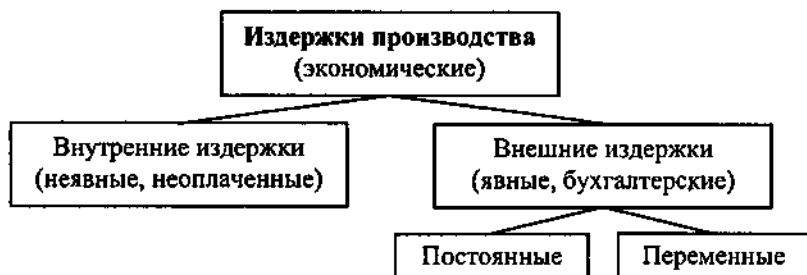 Издержки производства
(экономические)
Внутренние издержки
(неявные, неоплаченные)
Внешние издержки
(явные, бухгалтерские)
Постоянные
Переменные